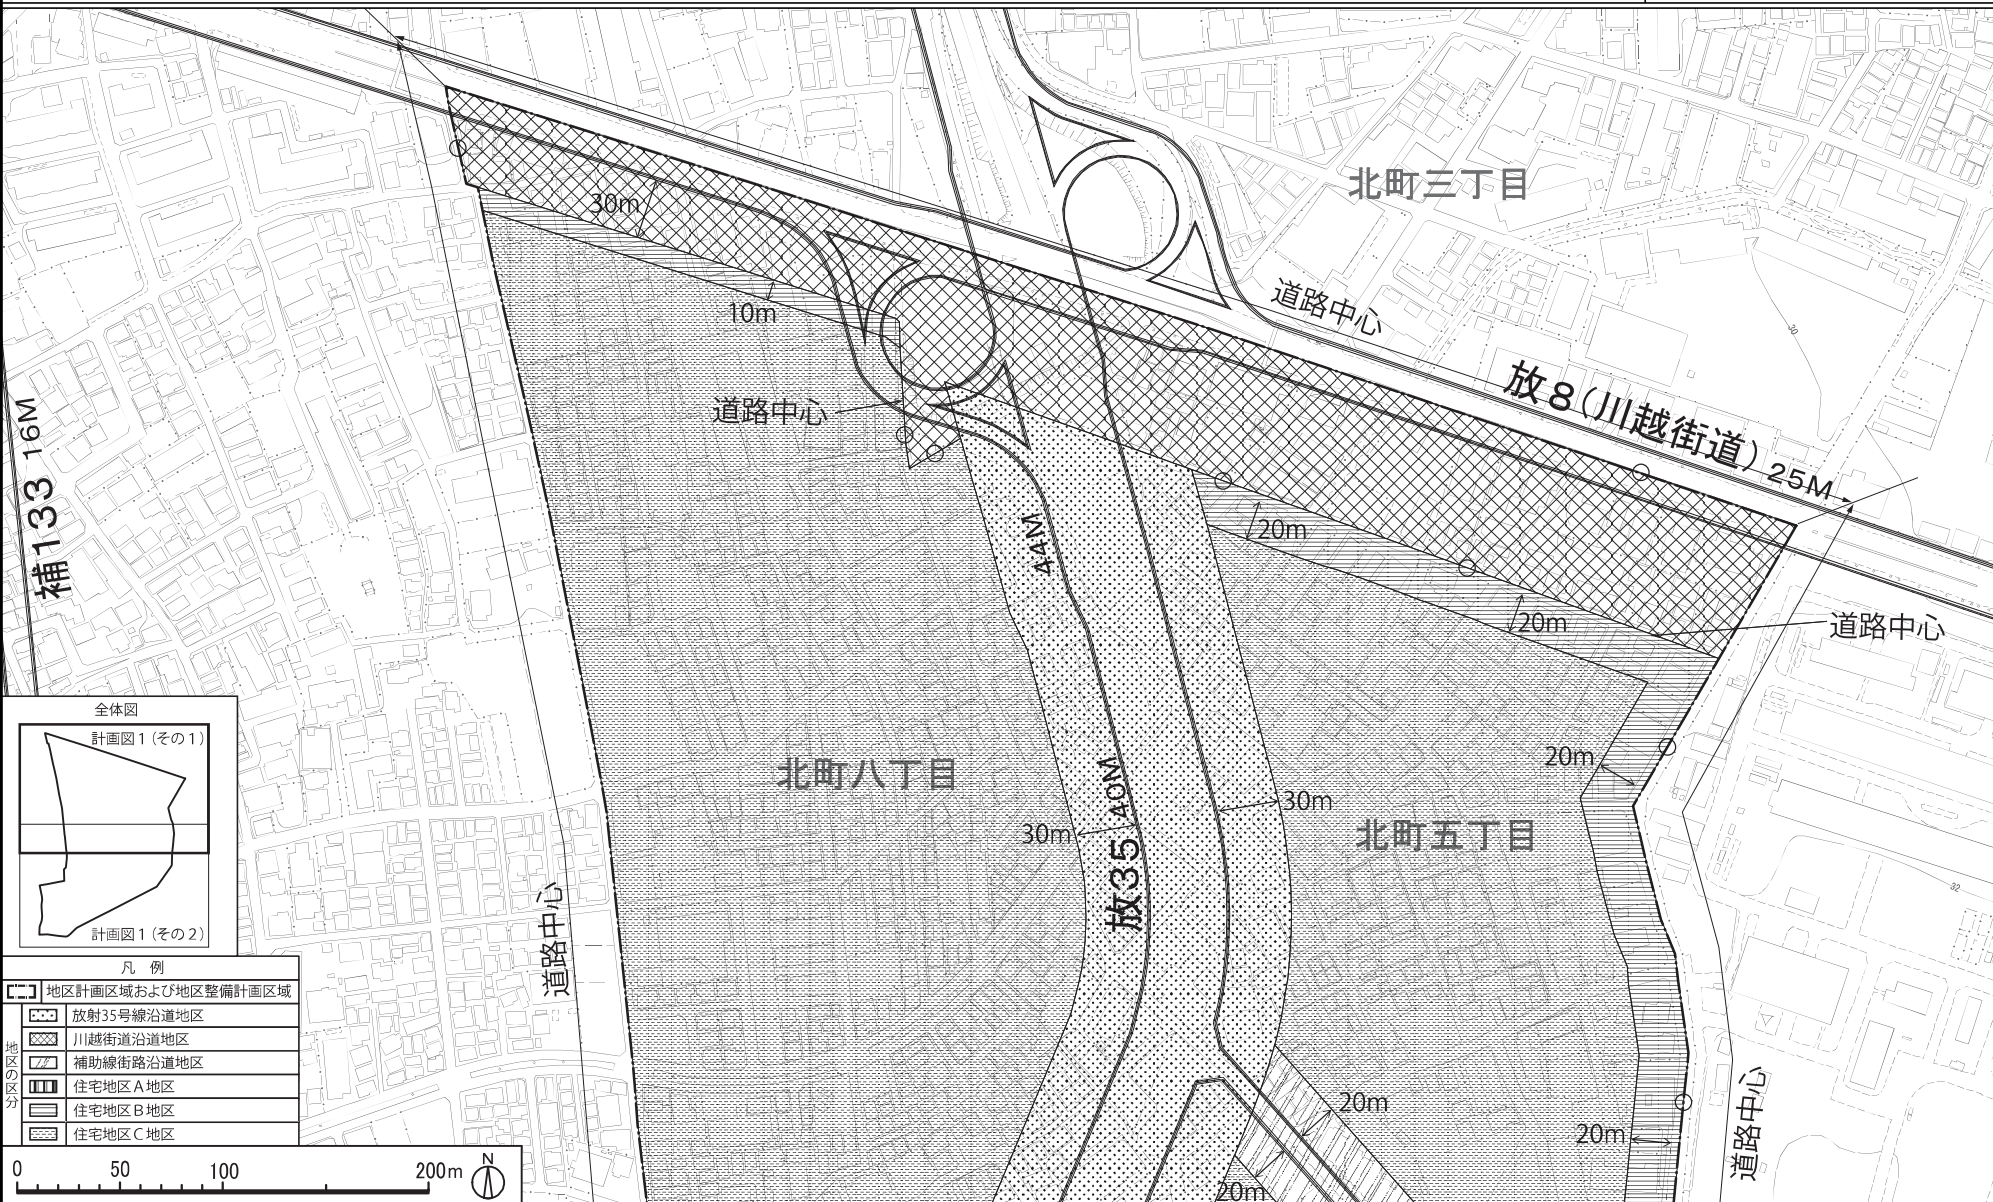 北町三丁目
30m
10m
道路中心
道路中心
放8(川越街道) 25M
補133 16M
44M
20m
20m
道路中心
20m
北町八丁目
放35 40M
30m
30m
北町五丁目
道路中心
20m
20m
20m
道路中心
30
32
全体図
計画図1(その1)
計画図1(その2)
凡 例
地区計画区域および地区整備計画区域
地区の区分
放射35号線沿道地区
川越街道沿道地区
補助線街路沿道地区
住宅地区A地区
住宅地区B地区
住宅地区C地区
0 50 100 200m
N